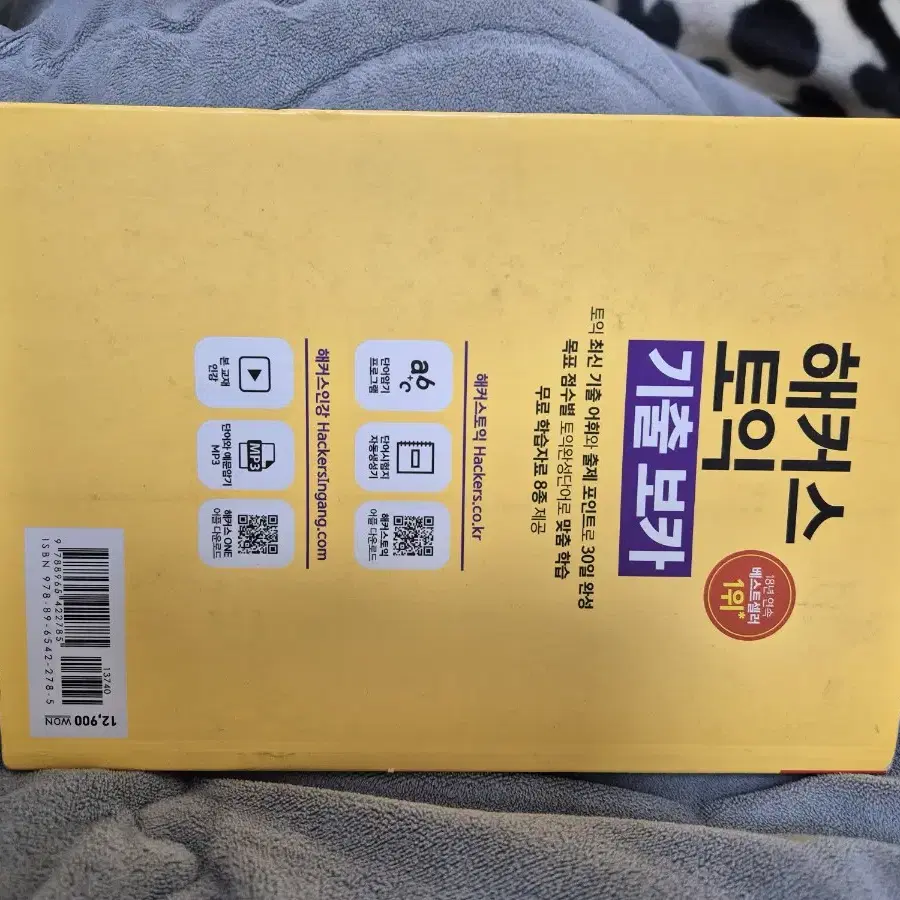 해커스
토익
기출 보카
18년 연속
베스트셀러
1위*
토익 최신 기출 어휘와 출제 포인트로 30일 완성
목표 점수별 토익완성단어로 맞춤 학습
무료 학습자료 8종 제공
해커스토익 Hackers.co.kr
단어암기
프로그램
단어시험지
자동생성기
해커스토익
어플 다운로드
해커스인강 HackersIngang.com
본 교재
인강
MP3
단어와 예문암기
MP3
해커스 ONE
어플 다운로드
9 788965 422785
13740
ISBN 978-89-6542-278-5
12,900 WON